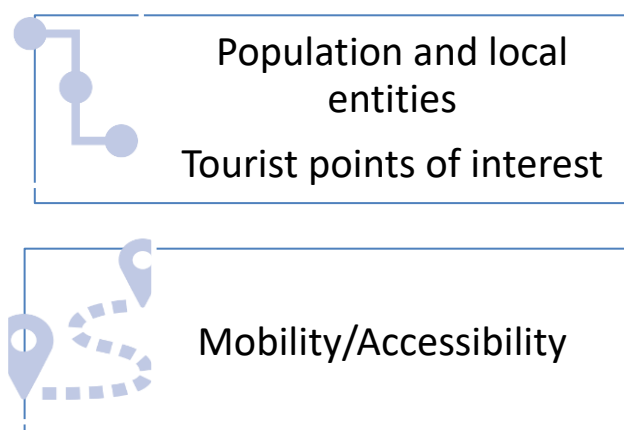 Population and local
entities
Tourist points of interest
Mobility/Accessibility